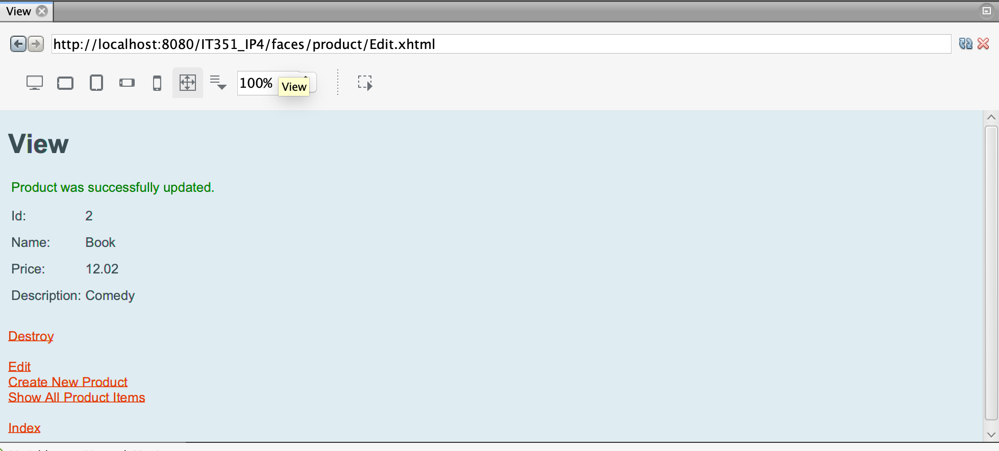 View
http://localhost:8080/IT351_IP4/faces/product/Edit.xhtml
100%
View
View
Product was successfully updated.
Id: 2
Name: Book
Price: 12.02
Description: Comedy
Destroy
Edit
Create New Product
Show All Product Items
Index